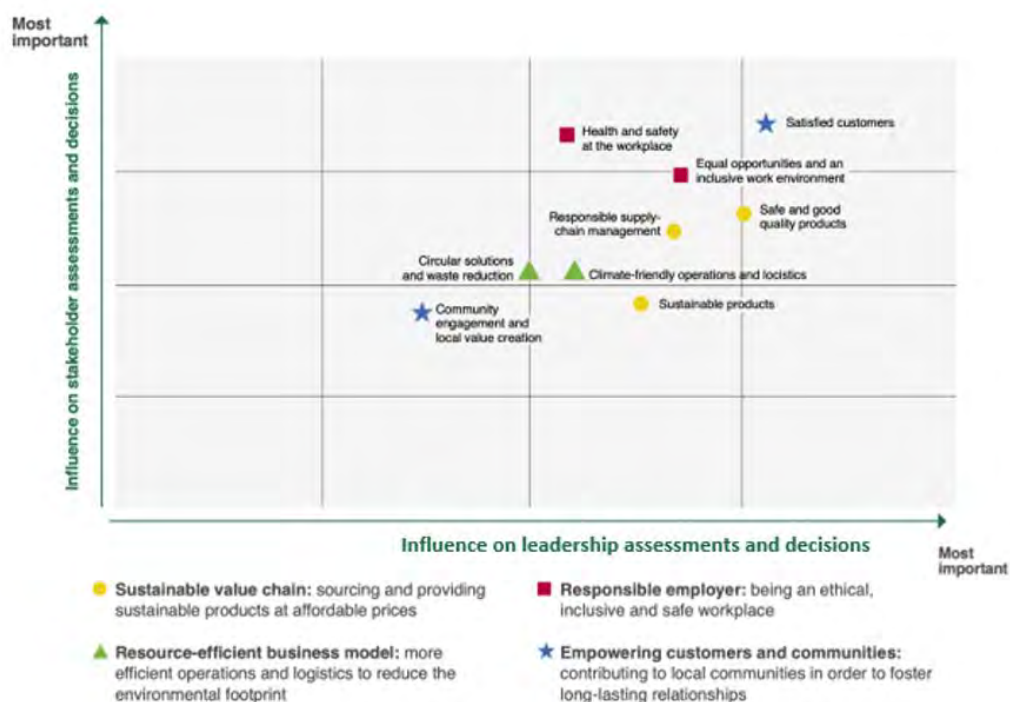 Most
important
Influence on stakeholder assessments and decisions
Health and safety
at the workplace
Satisfied customers
Equal opportunities and an
inclusive work environment
Responsible supply-
chain management
Safe and good
quality products
Circular solutions
and waste reduction
Climate-friendly operations and logistics
Sustainable products
Community
engagement and
local value creation
Influence on leadership assessments and decisions
Most
important
Sustainable value chain: sourcing and providing
sustainable products at affordable prices
Responsible employer: being an ethical,
inclusive and safe workplace
Resource-efficient business model: more
efficient operations and logistics to reduce the
environmental footprint
Empowering customers and communities:
contributing to local communities in order to foster
long-lasting relationships